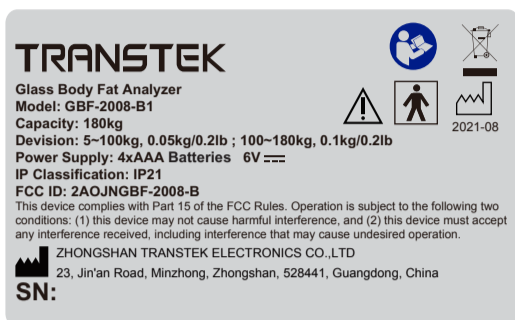 TRANSTEK
Glass Body Fat Analyzer
Model: GBF-2008-B1
Capacity: 180kg
Devision: 5~100kg, 0.05kg/0.2lb ; 100~180kg, 0.1kg/0.2lb
2021-08
Power Supply: 4xAAA Batteries 6V
IP Classification: IP21
FCC ID: 2AOJNGBF-2008-B
This device complies with Part 15 of the FCC Rules. Operation is subject to the following two
conditions: (1) this device may not cause harmful interference, and (2) this device must accept
any interference received, including interference that may cause undesired operation.
ZHONGSHAN TRANSTEK ELECTRONICS CO.,LTD
23, Jin'an Road, Minzhong, Zhongshan, 528441, Guangdong, China
SN: